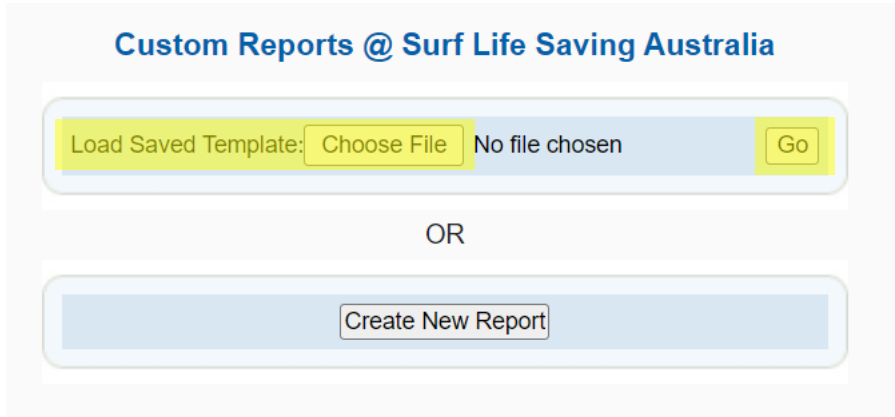 Custom Reports @ Surf Life Saving Australia
Load Saved Template: Choose File No file chosen Go
OR
Create New Report